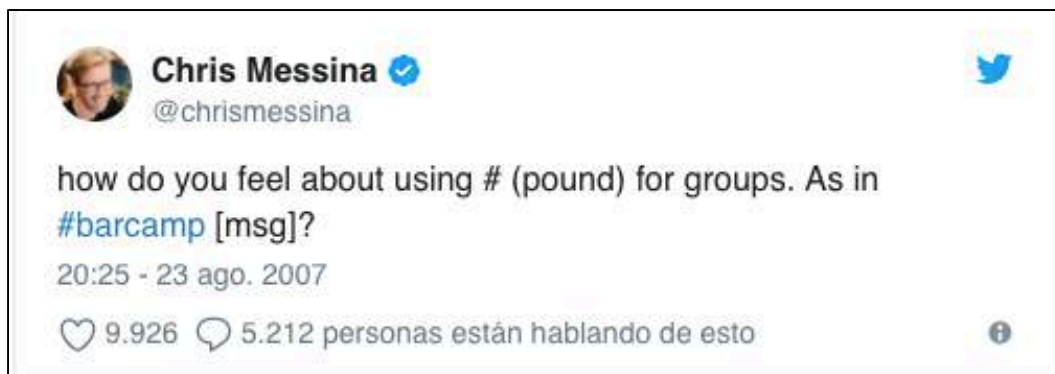 Chris Messina
@chrismessina
how do you feel about using # (pound) for groups. As in
#barcamp [msg]?
20:25 - 23 ago. 2007
9.926 5.212 personas están hablando de esto